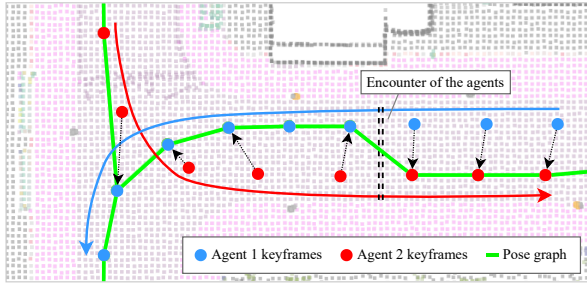 Encounter of the agents
Agent 1 keyframes
Agent 2 keyframes
Pose graph